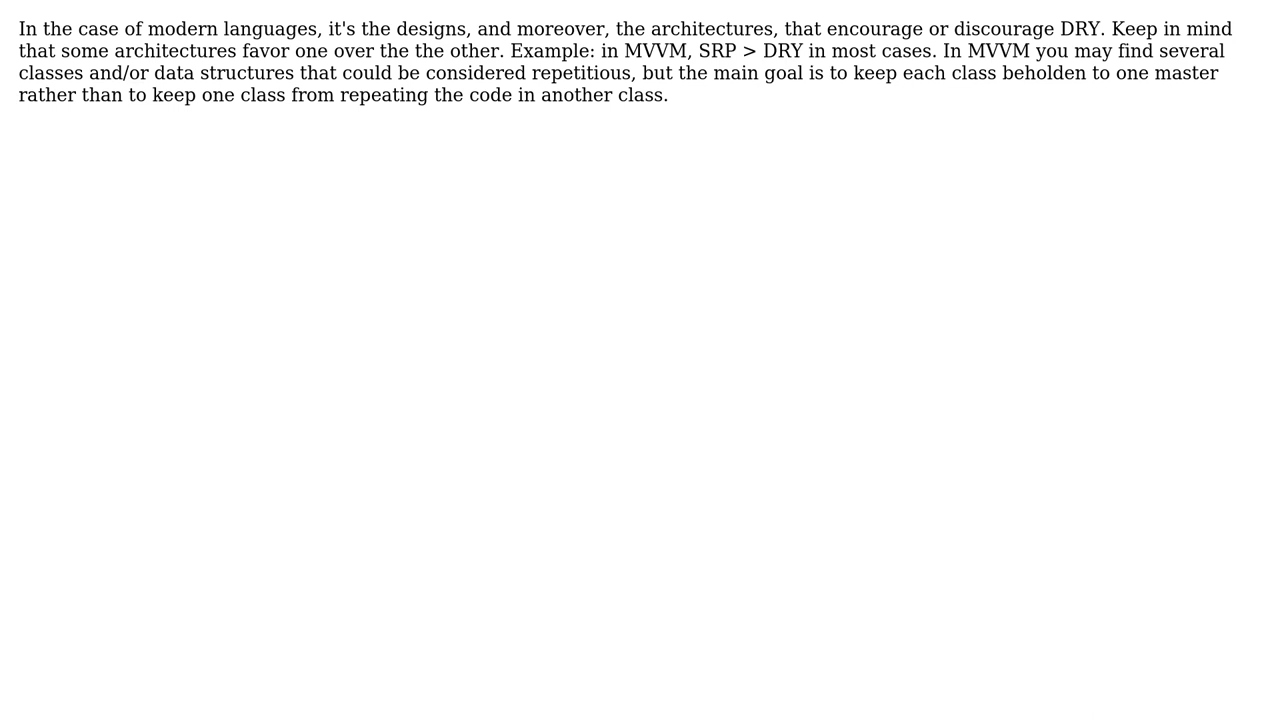 In the case of modern languages, it's the designs, and moreover, the architectures, that encourage or discourage DRY. Keep in mind
that some architectures favor one over the the other. Example: in MVVM, SRP > DRY in most cases. In MVVM you may find several
classes and/or data structures that could be considered repetitious, but the main goal is to keep each class beholden to one master
rather than to keep one class from repeating the code in another class.